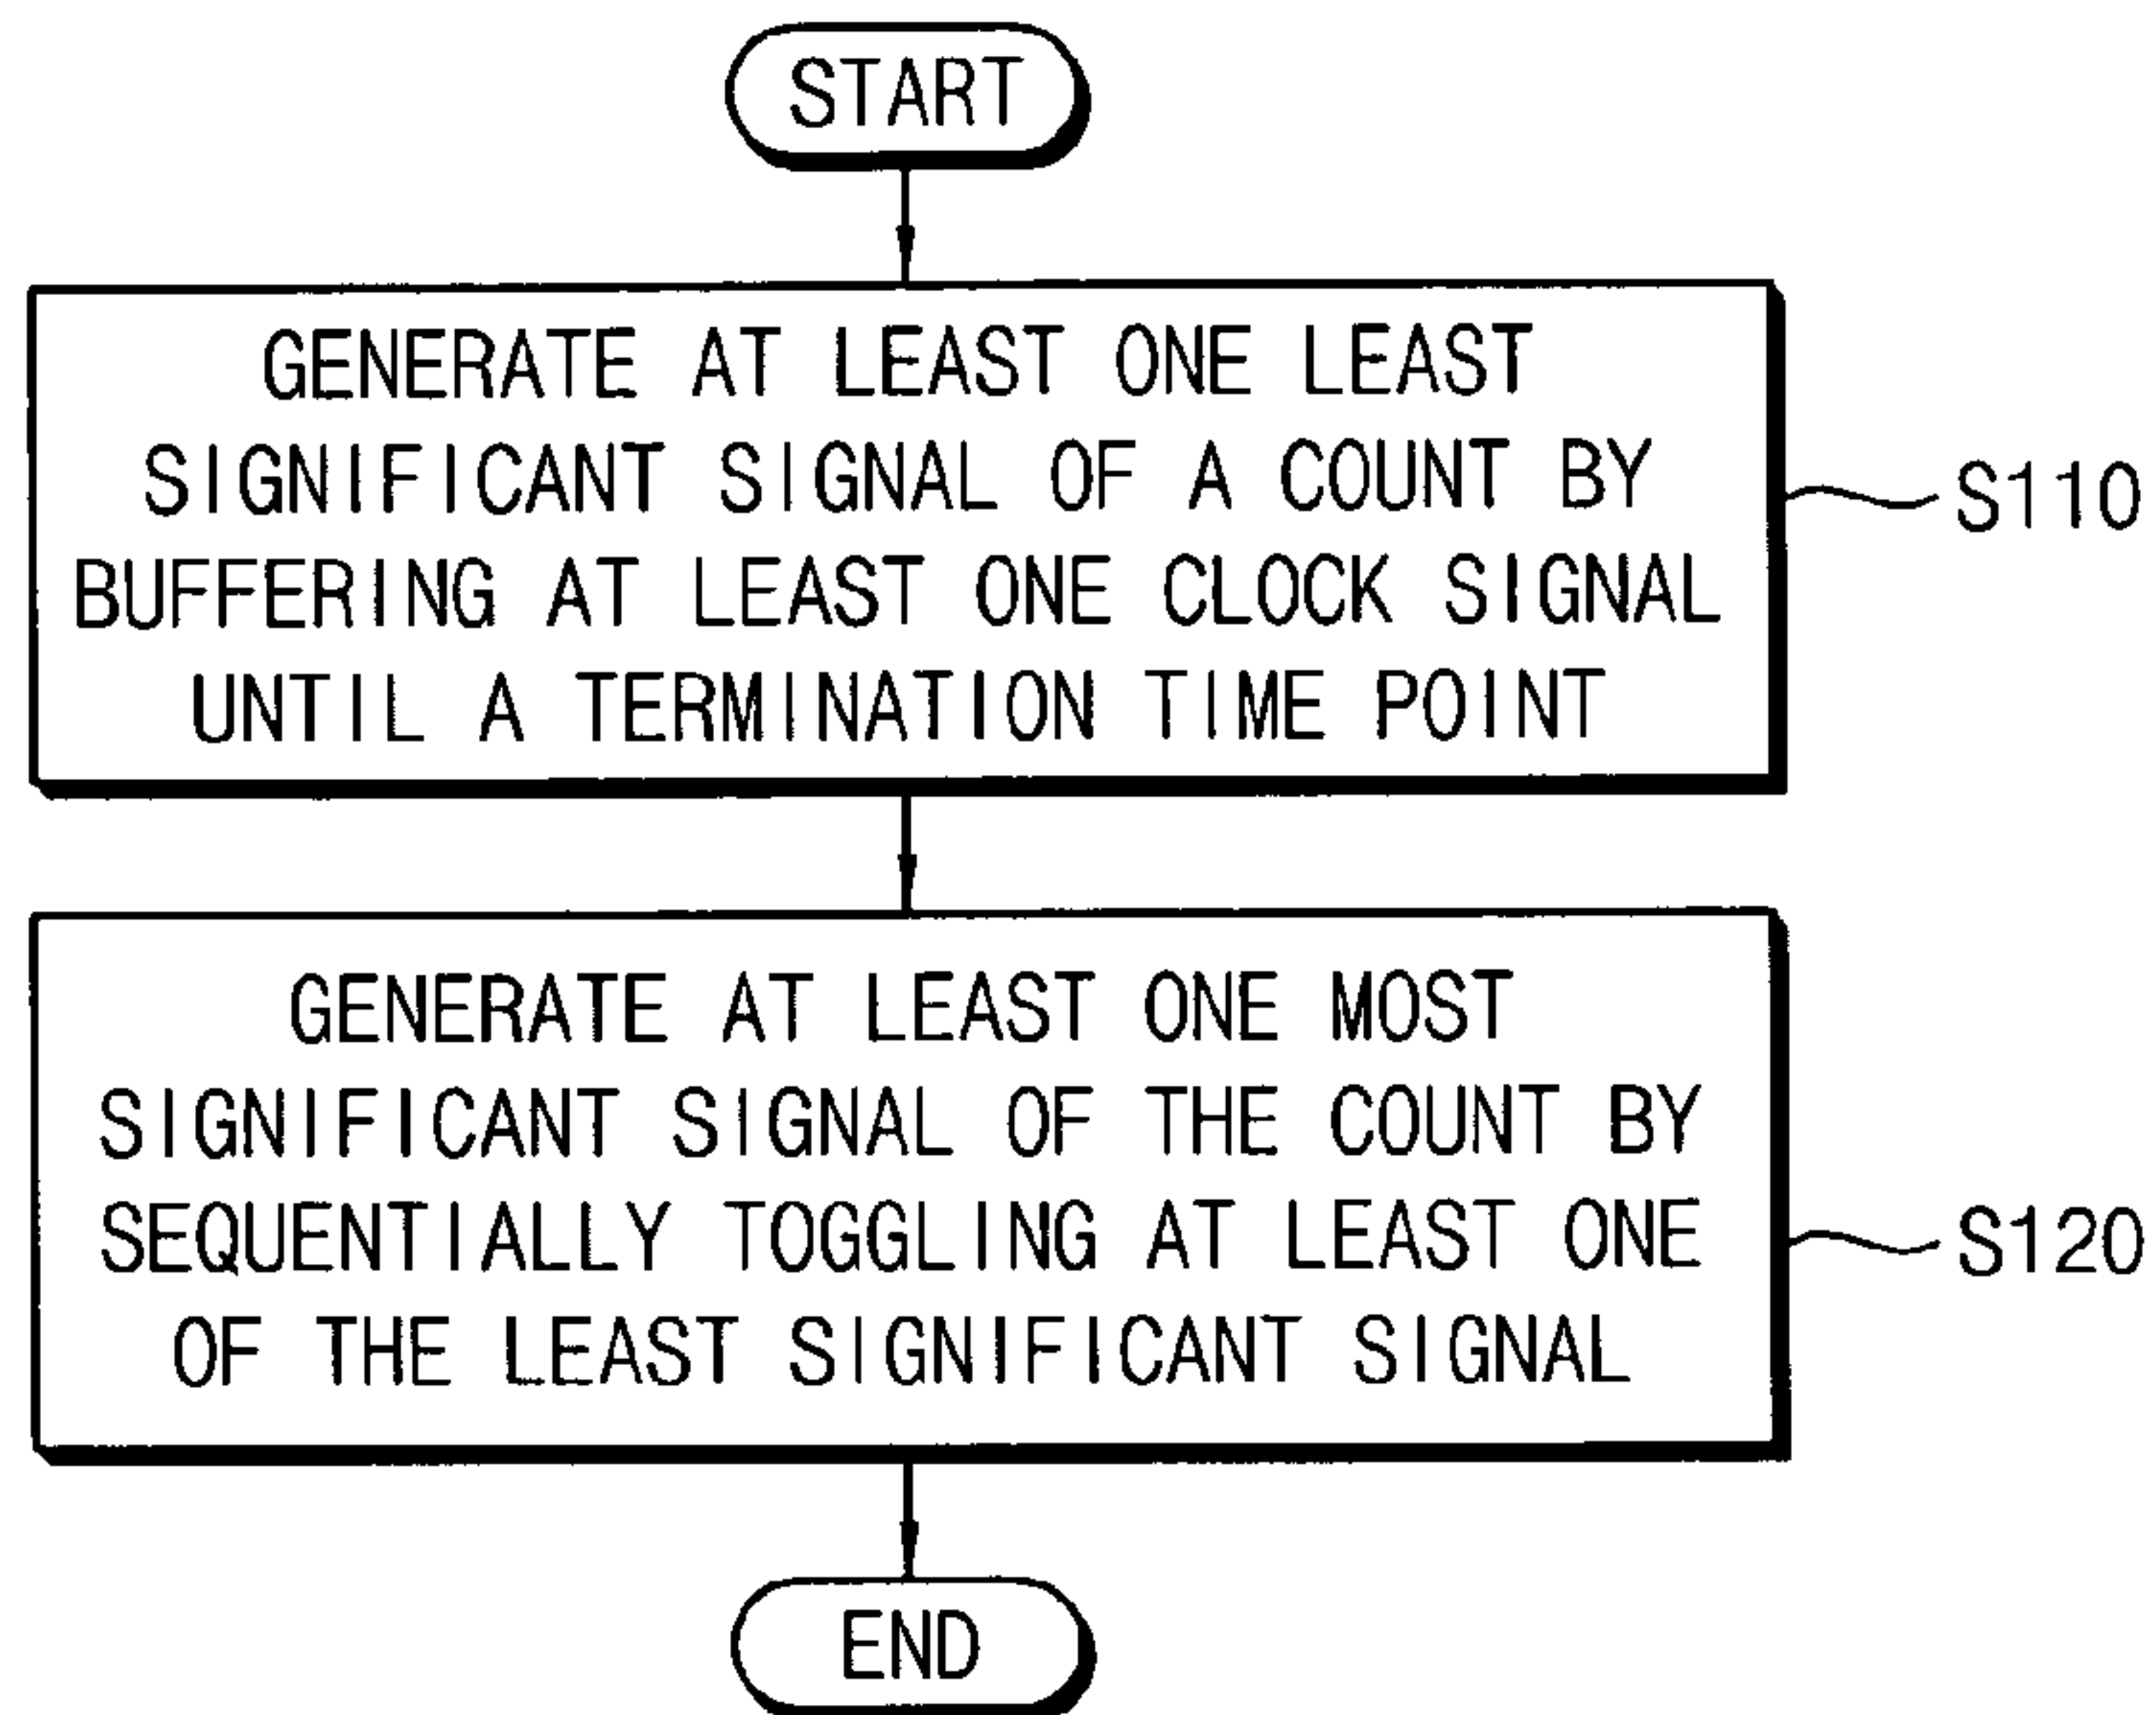 START
GENERATE AT LEAST ONE LEAST
SIGNIFICANT SIGNAL OF A COUNT BY
BUFFERING AT LEAST ONE CLOCK SIGNAL
UNTIL A TERMINATION TIME POINT
S110
GENERATE AT LEAST ONE MOST
SIGNIFICANT SIGNAL OF THE COUNT BY
SEQUENTIALLY TOGGLING AT LEAST ONE
OF THE LEAST SIGNIFICANT SIGNAL
S120
END